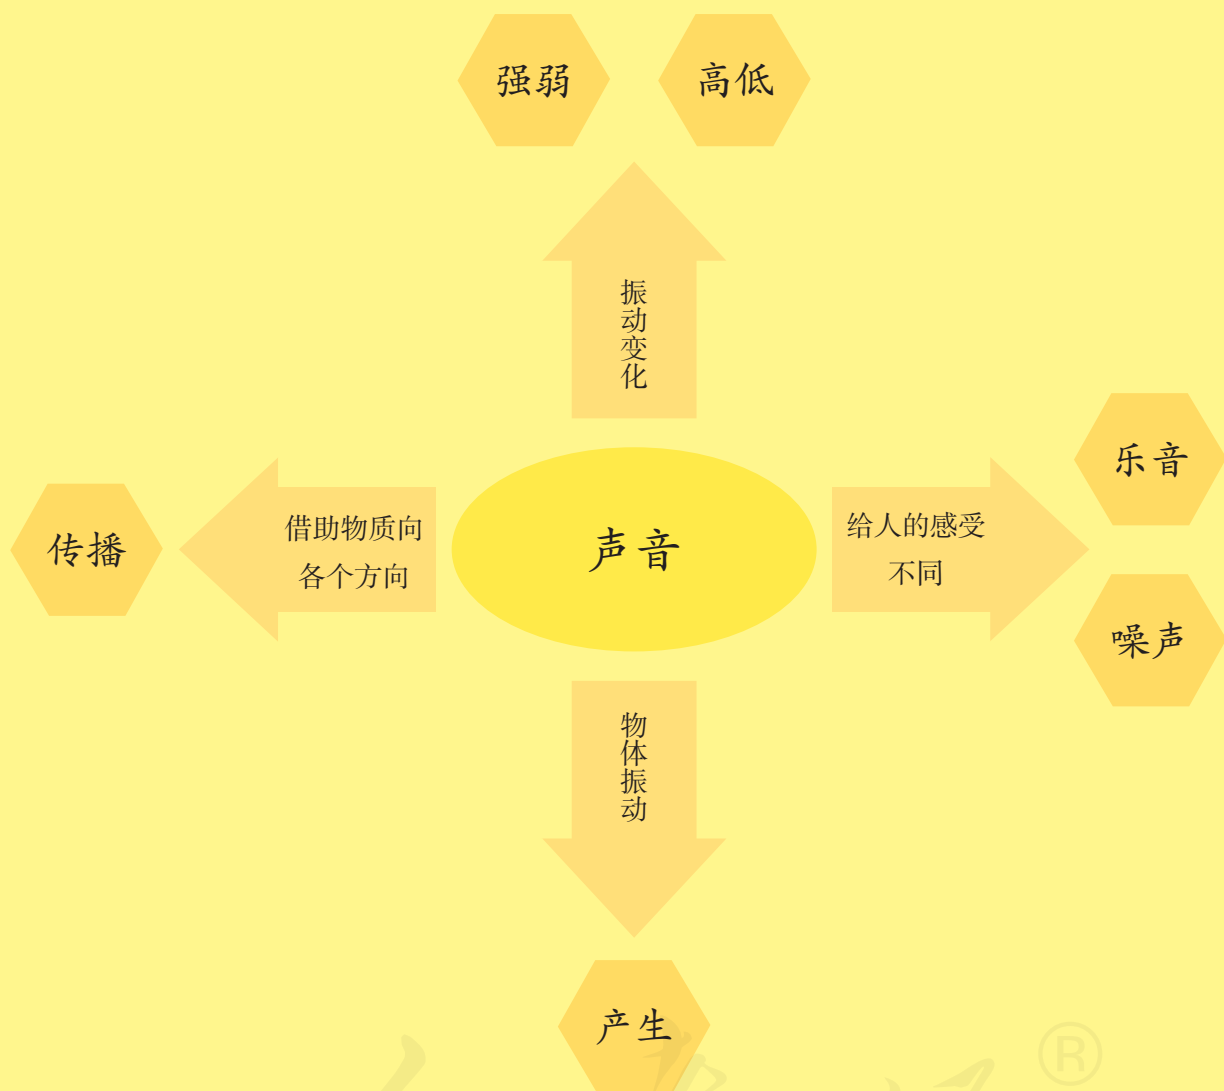 强弱
高低
振动变化
乐音
传播
借助物质向
各个方向
声音
给人的感受
不同
噪声
物体振动
产生
®